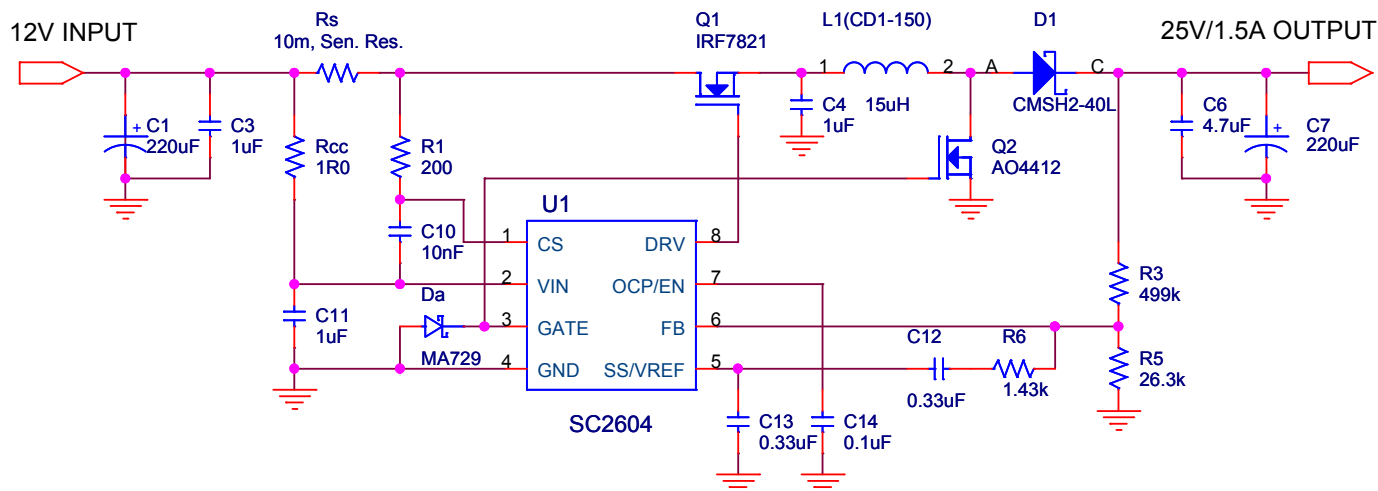 12V INPUT
Rs
10m, Sen. Res.
Q1
IRF7821
L1(CD1-150)
D1
25V/1.5A OUTPUT
1
2
A
C
15uH
CMSH2-40L
+
C1
220uF
C3
1uF
Rcc
1R0
R1
200
C4
1uF
Q2
AO4412
C6
4.7uF
+
C7
220uF
U1
C10
10nF
1
CS
DRV
8
2
VIN
OCP/EN
7
C11
1uF
Da
MA729
3
GATE
FB
6
4
GND
SS/VREF
5
SC2604
R3
499k
C12
0.33uF
R6
1.43k
R5
26.3k
C13
0.33uF
C14
0.1uF